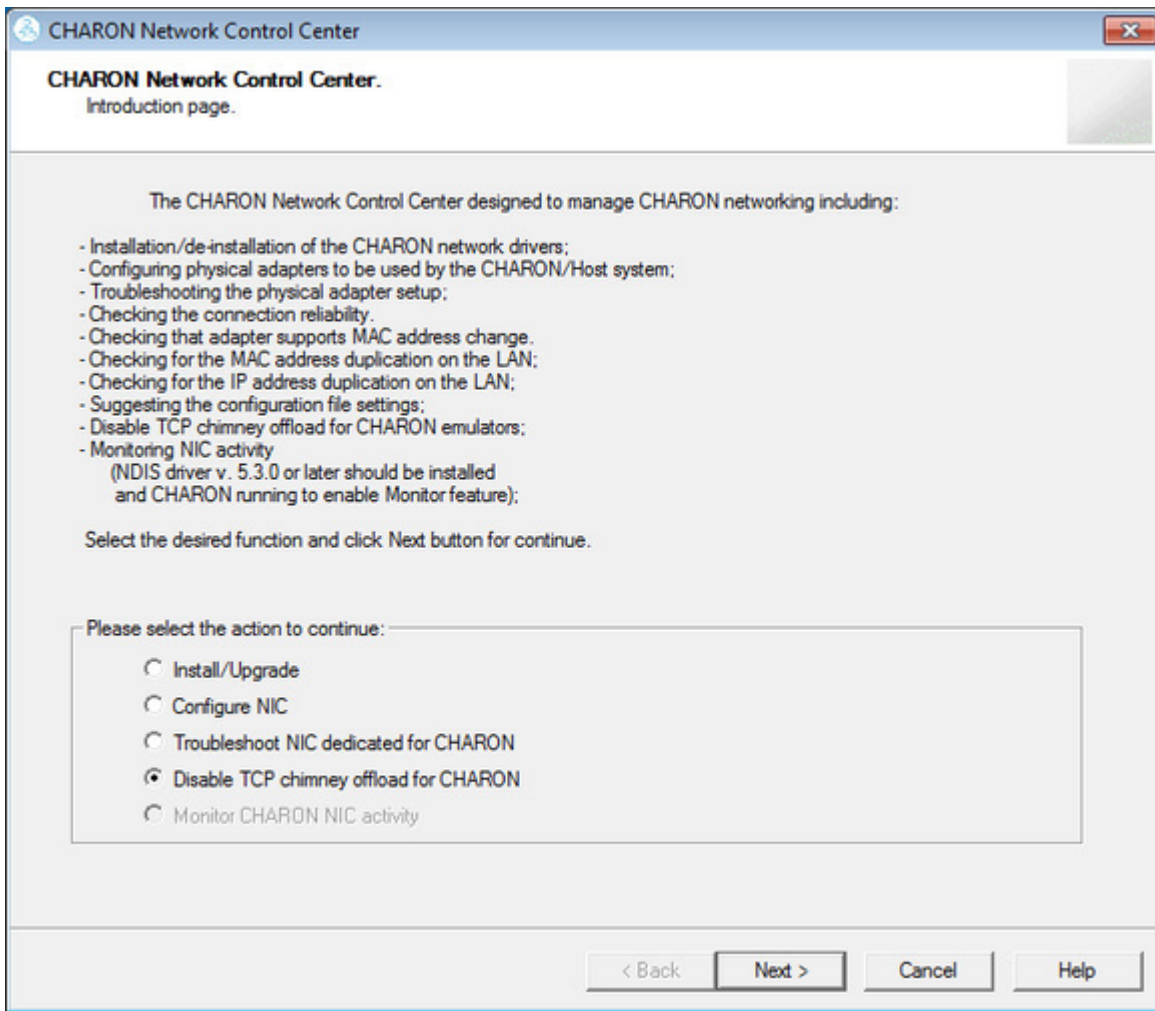 CHARON Network Control Center
CHARON Network Control Center.
Introduction page.
The CHARON Network Control Center designed to manage CHARON networking including:
- Installation/de-installation of the CHARON network drivers;
- Configuring physical adapters to be used by the CHARON/Host system;
- Troubleshooting the physical adapter setup;
- Checking the connection reliability.
- Checking that adapter supports MAC address change.
- Checking for the MAC address duplication on the LAN;
- Checking for the IP address duplication on the LAN;
- Suggesting the configuration file settings;
- Disable TCP chimney offload for CHARON emulators;
- Monitoring NIC activity
(NDIS driver v. 5.3.0 or later should be installed
and CHARON running to enable Monitor feature);
Select the desired function and click Next button for continue.
Please select the action to continue:
Install/Upgrade
Configure NIC
Troubleshoot NIC dedicated for CHARON
Disable TCP chimney offload for CHARON
Monitor CHARON NIC activity
< Back
Next >
Cancel
Help